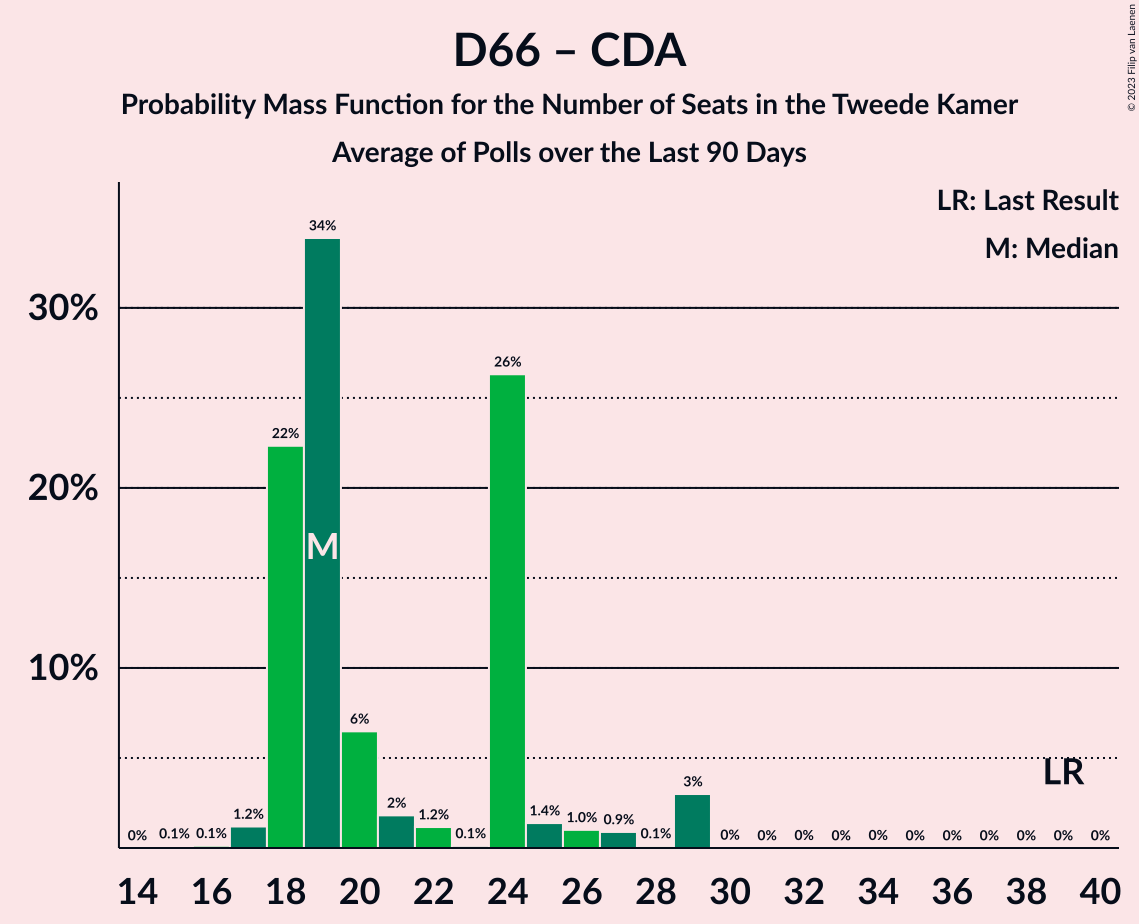 D66 – CDA
Probability Mass Function for the Number of Seats in the Tweede Kamer
Average of Polls over the Last 90 Days
© 2023 Filip van Laenen
LR: Last Result
M: Median
30%
20%
10%
0% 0.1% 0.1% 1.2% 22% 34% 6% 2% 1.2% 0.1% 26% 1.4% 1.0% 0.9% 0.1% 3% 0% 0% 0% 0% 0% 0% 0% 0% 0% 0% 0%
M
LR
14 16 18 20 22 24 26 28 30 32 34 36 38 40